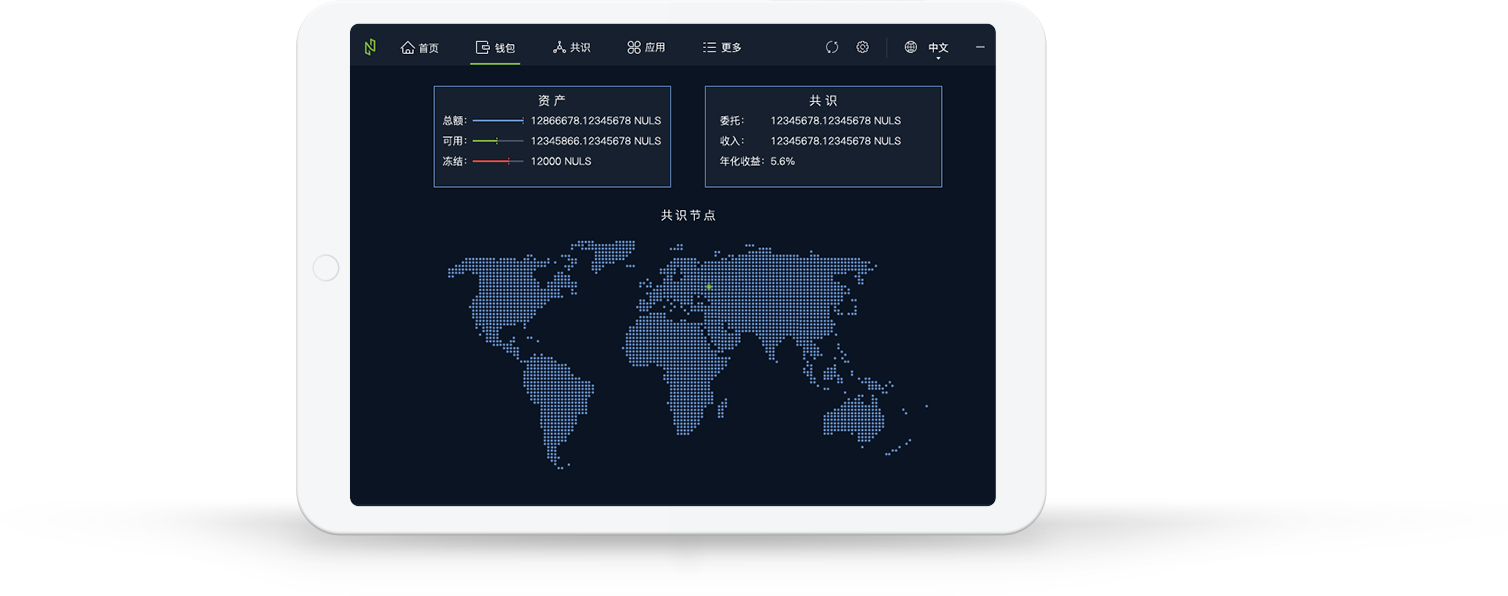 首页 钱包 共识 应用 更多 中文
资产
总额: 12866678.12345678 NULS
可用: 12345866.12345678 NULS
冻结: 12000 NULS
共识
委托: 12345678.12345678 NULS
收入: 12345678.12345678 NULS
年化收益: 5.6%
共识节点